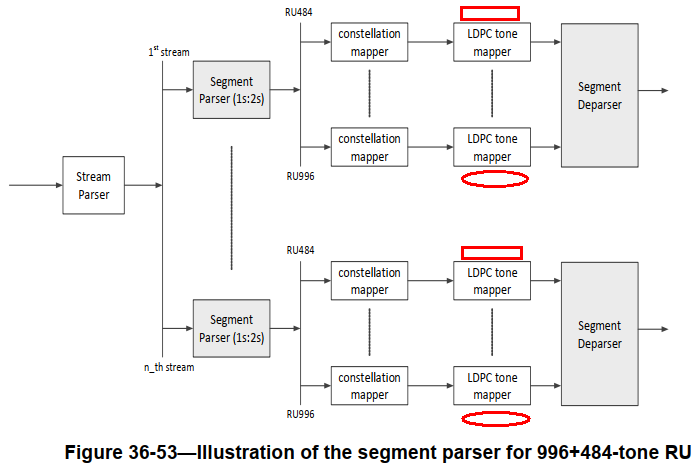 RU484
1st stream
constellation
mapper
LDPC tone
mapper
Segment
Parser (1s:2s)
Segment
Deparser
constellation
mapper
LDPC tone
mapper
Stream
Parser
RU996
RU484
constellation
mapper
LDPC tone
mapper
Segment
Parser (1s:2s)
Segment
Deparser
n_th stream
constellation
mapper
LDPC tone
mapper
RU996
Figure 36-53—Illustration of the segment parser for 996+484-tone RU